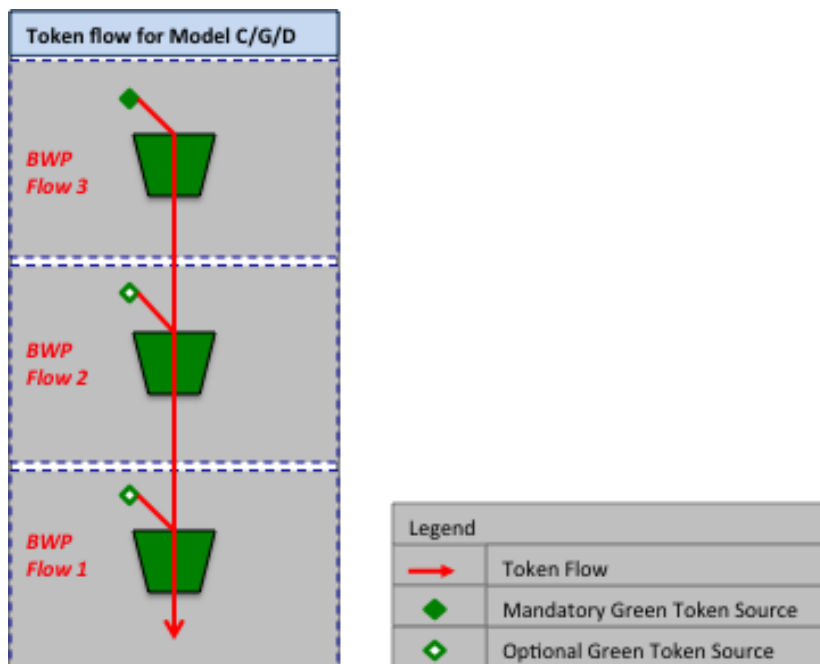 Token flow for Model C/G/D
BWP
Flow 3
BWP
Flow 2
BWP
Flow 1
Legend
Token Flow
Mandatory Green Token Source
Optional Green Token Source